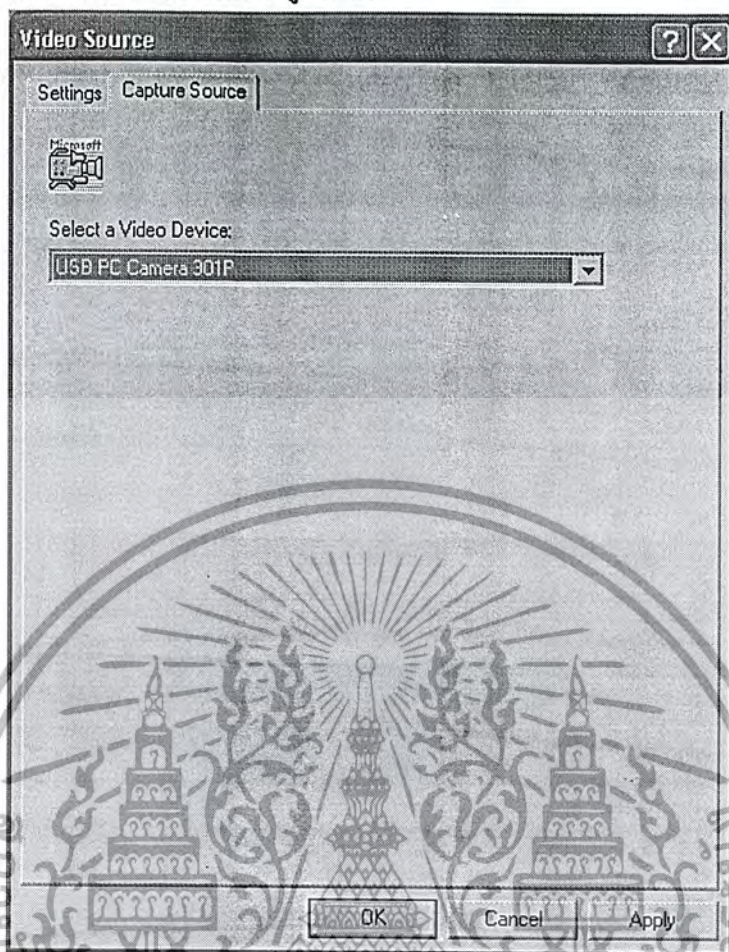 Video Source
Settings Capture Source
Microsoft
Select a Video Device:
USB PC Camera 301P
OK Cancel Apply